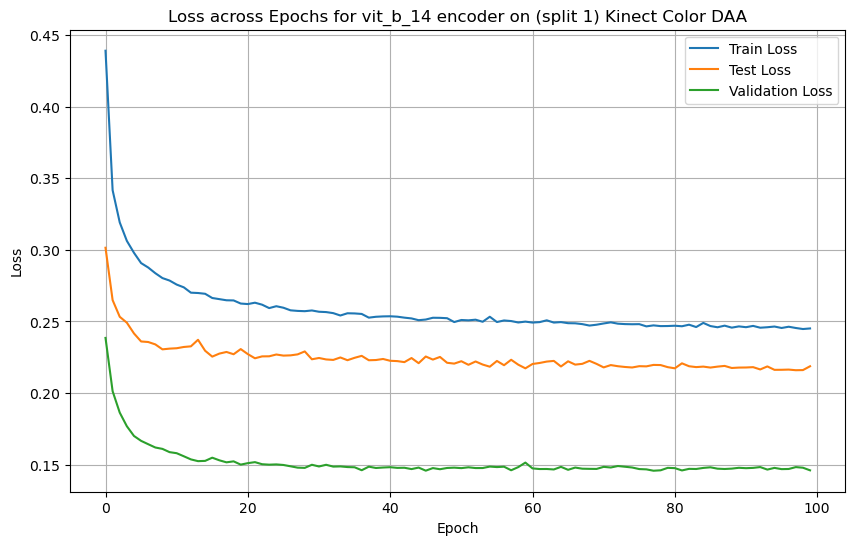 Loss across Epochs for vit_b_14 encoder on (split 1) Kinect Color DAA
Train Loss
Test Loss
Validation Loss
Loss
0.45
0.40
0.35
0.30
0.25
0.20
0.15
0
20
40
60
80
100
Epoch